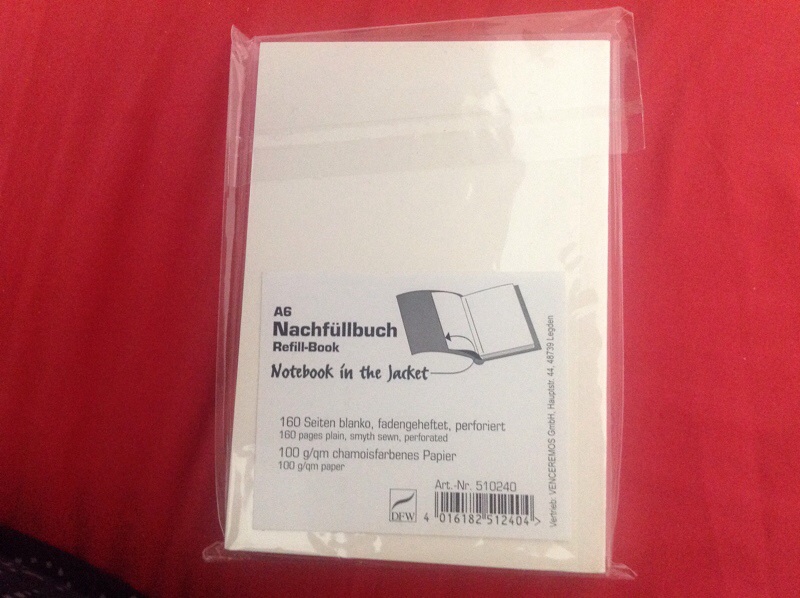 A6
Nachfüllbuch
Refill-Book
Notebook in the Jacket
160 Seiten blanko, fadengeheftet, perforiert
160 pages plain, smyth sewn, perforated
100 g/qm chamoisfarbenes Papier
100 g/qm paper
Art.-Nr. 510240
DFW
4 016182 512404 >
Vertrieb: VENCEREMOS GmbH, Hauptstr. 44, 48739 Legden